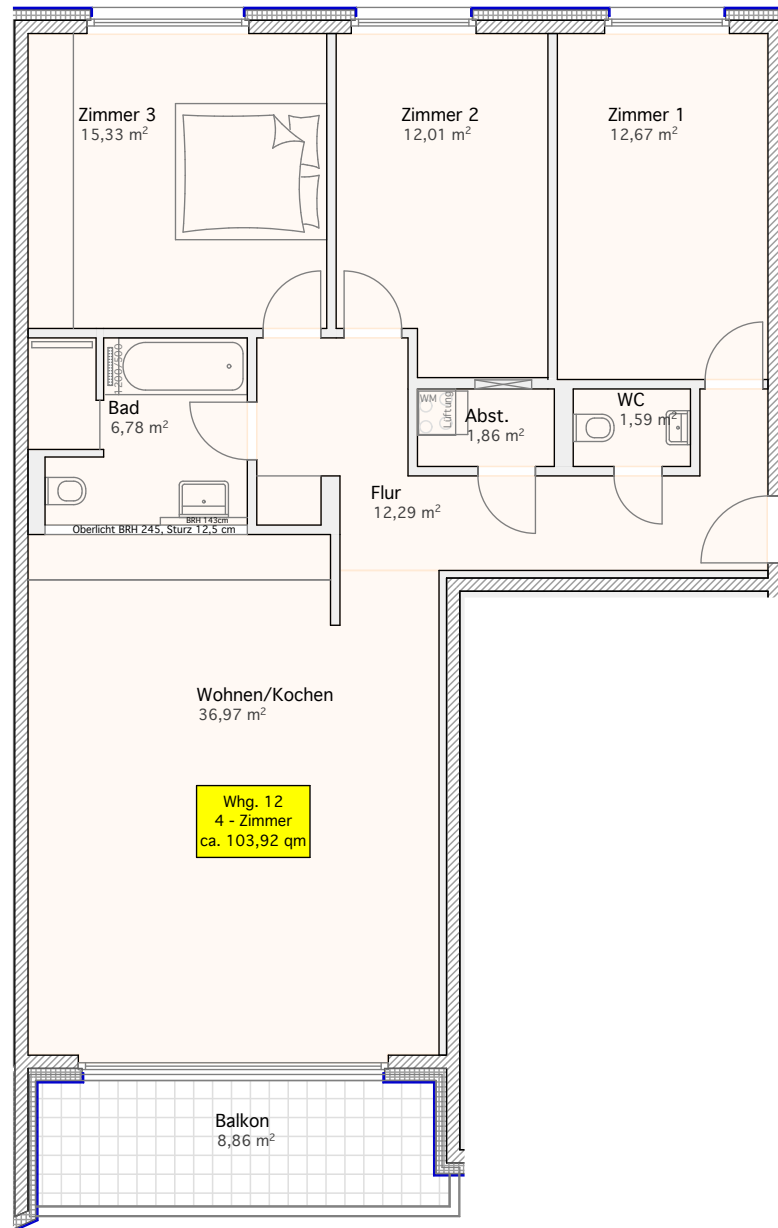 Zimmer 3
15,33 m²
Zimmer 2
12,01 m²
Zimmer 1
12,67 m²
1200/500
Bad
6,78 m²
WM
Lüftung
Abst.
1,86 m²
WC
1,59 m²
Flur
12,29 m²
BRH 143cm
Oberlicht BRH 245, Sturz 12,5 cm
Wohnen/Kochen
36,97 m²
Whg. 12
4 - Zimmer
ca. 103,92 qm
Balkon
8,86 m²